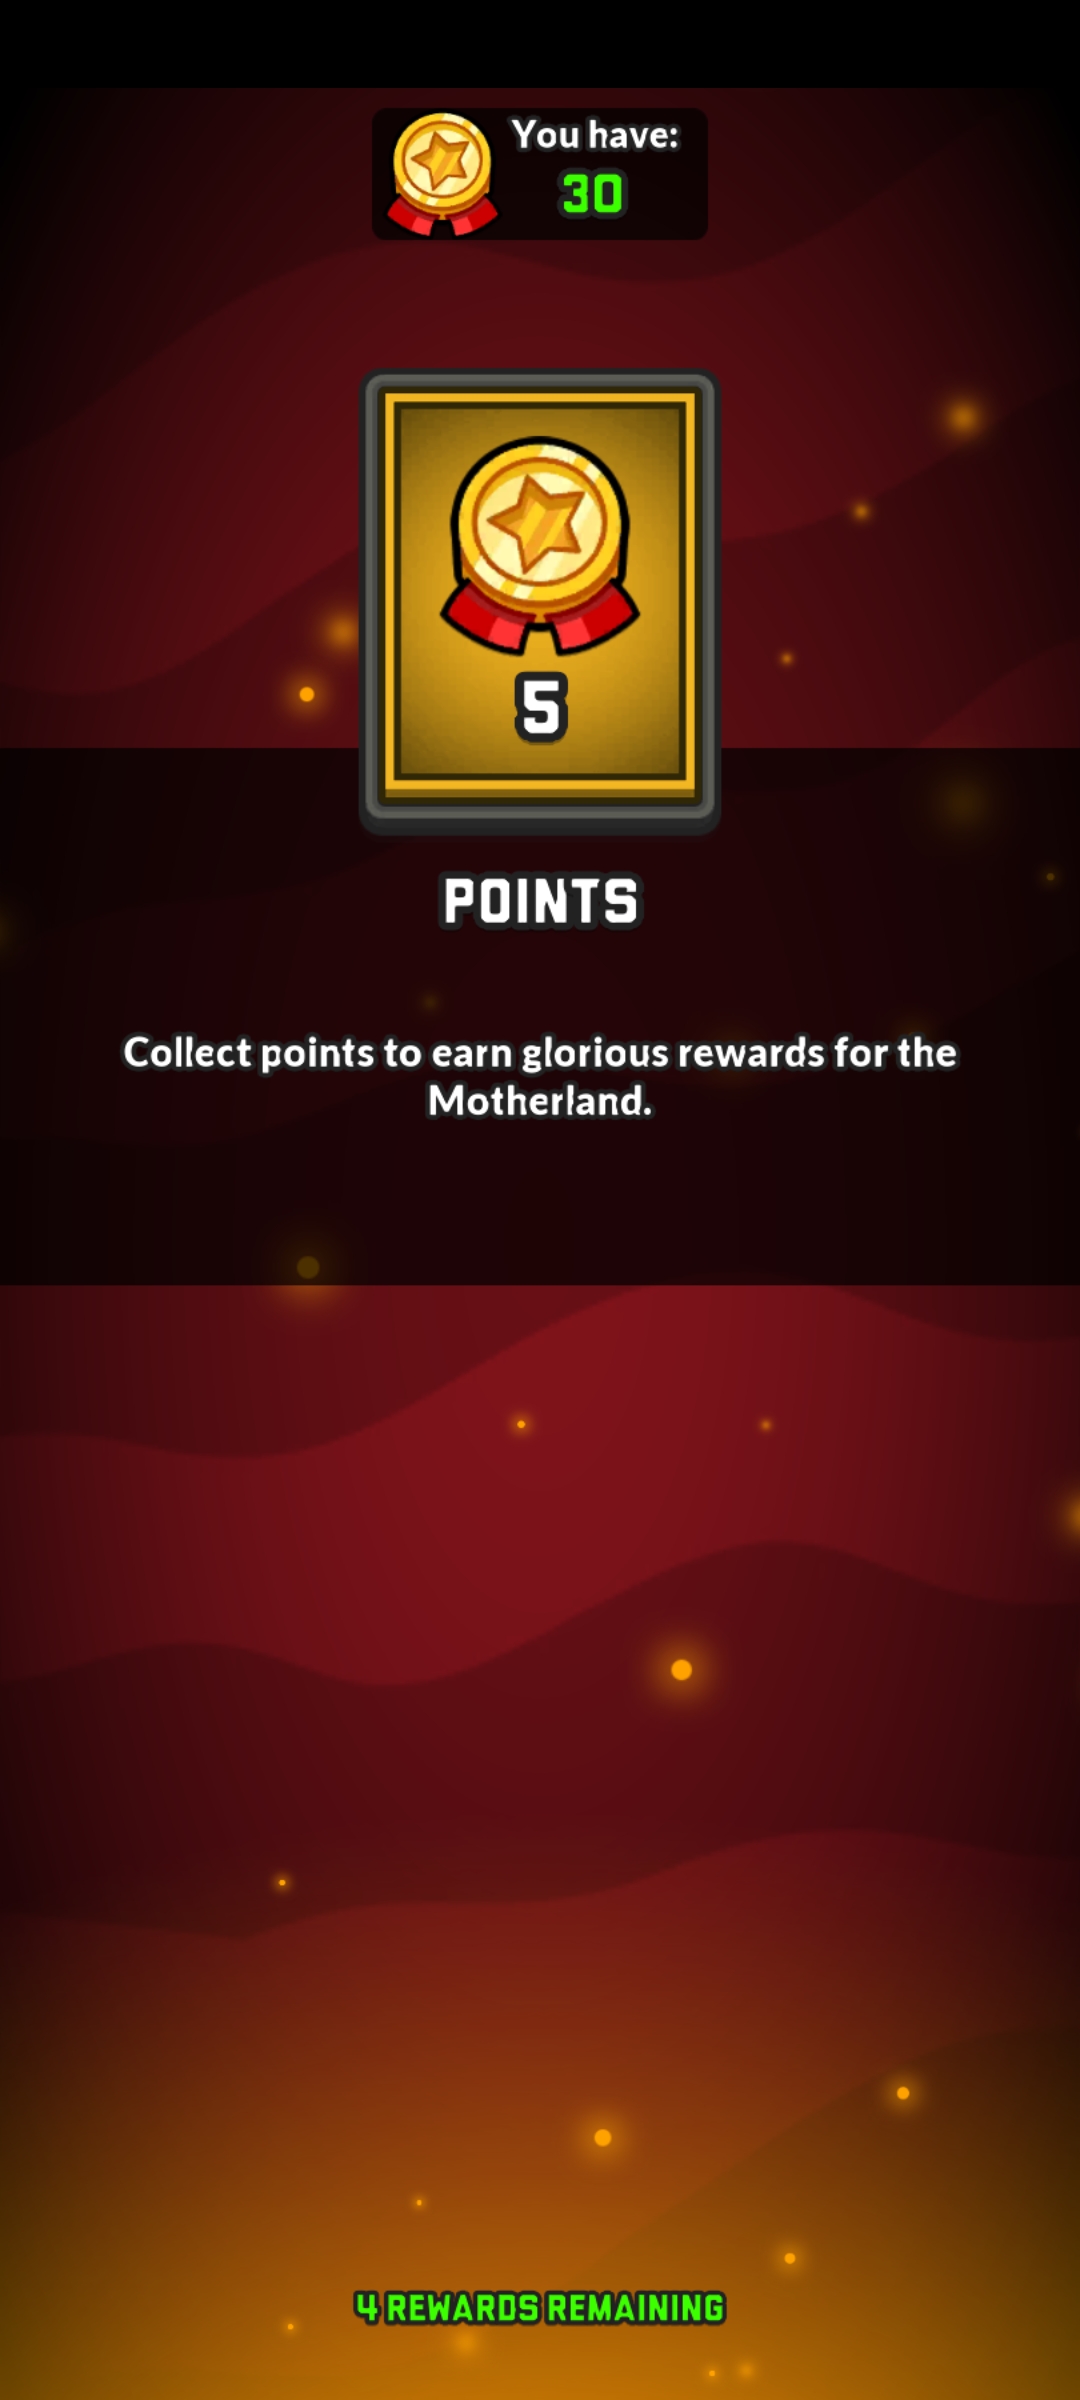 You have:
30
5
POINTS
Collect points to earn glorious rewards for the
Motherland.
4 REWARDS REMAINING